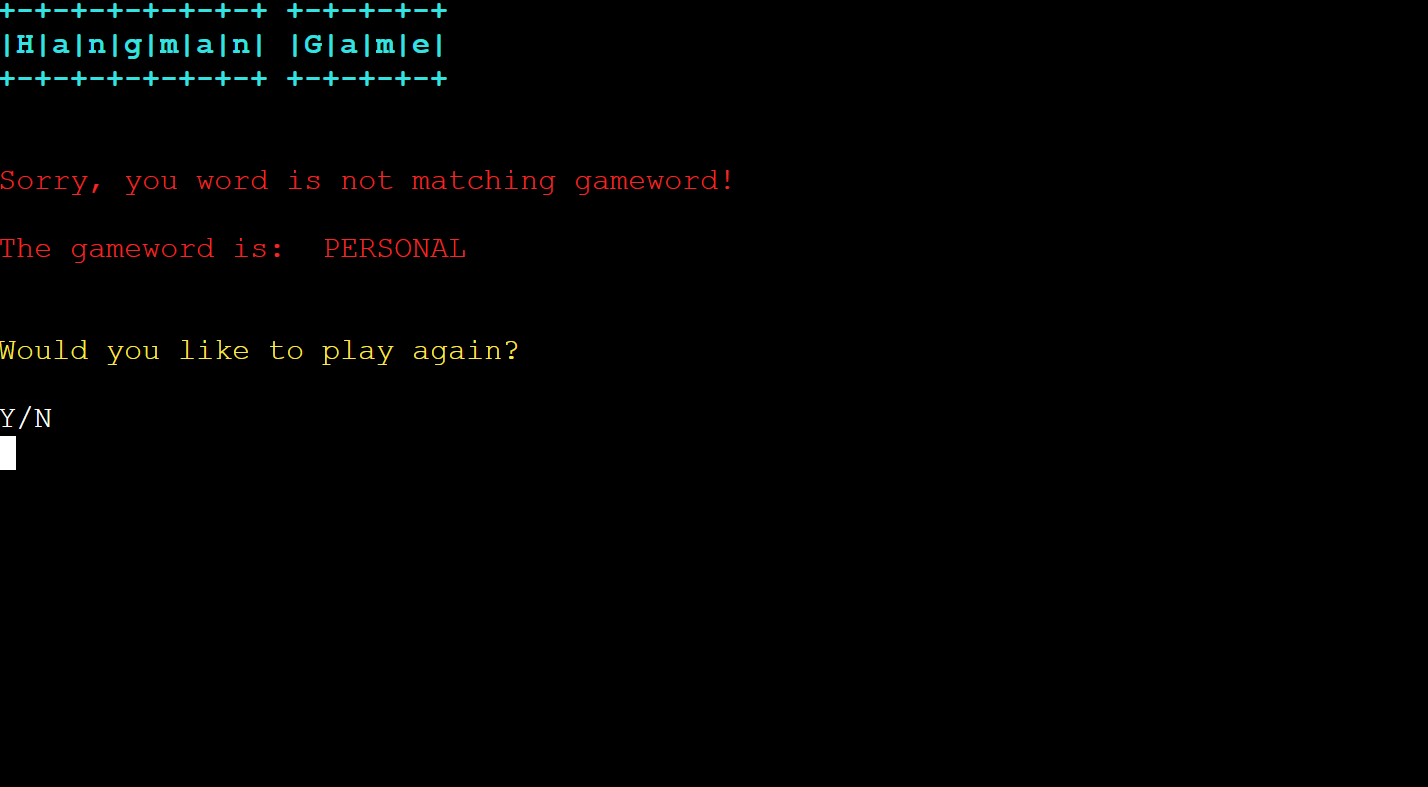 +-+-+-+-+-+-+-+ +-+-+-+-+
|H|a|n|g|m|a|n| |G|a|m|e|
+-+-+-+-+-+-+-+ +-+-+-+-+
Sorry, you word is not matching gameword!
The gameword is:  PERSONAL
Would you like to play again?
Y/N